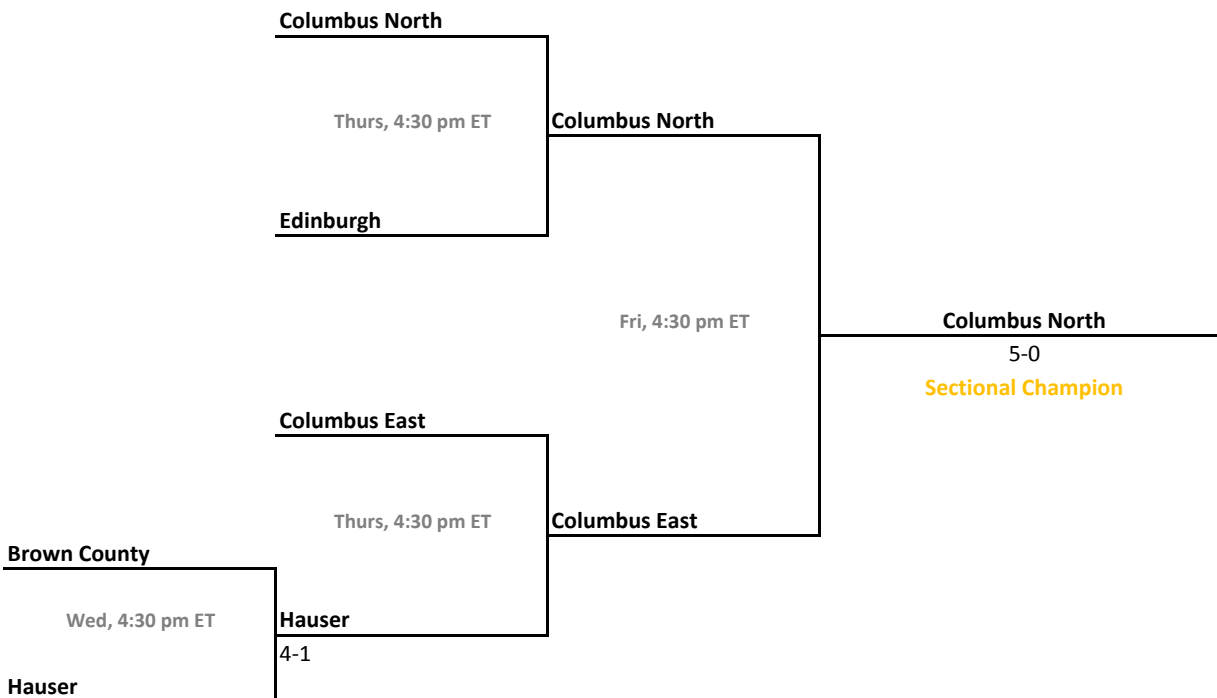 Columbus North
Thurs, 4:30 pm ET
Columbus North
Edinburgh
Fri, 4:30 pm ET
Columbus North
5-0
Sectional Champion
Columbus East
Thurs, 4:30 pm ET
Columbus East
Brown County
Wed, 4:30 pm ET
Hauser
4-1
Hauser